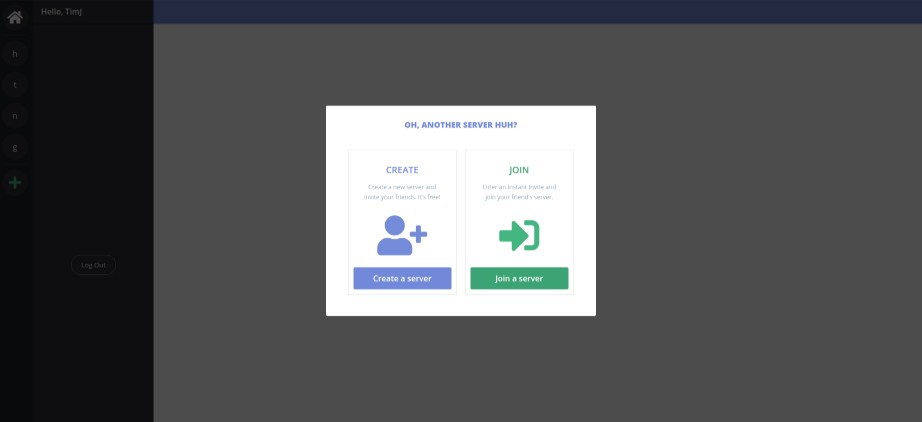 Hello, Timj
h
t
h
g
OH, ANOTHER SERVER HUH?
CREATE
Create a new server and
invite your friends. It's free!
Create a server
JOIN
Enter an Instant Invite and
join your friend's server.
Join a server
Log Out